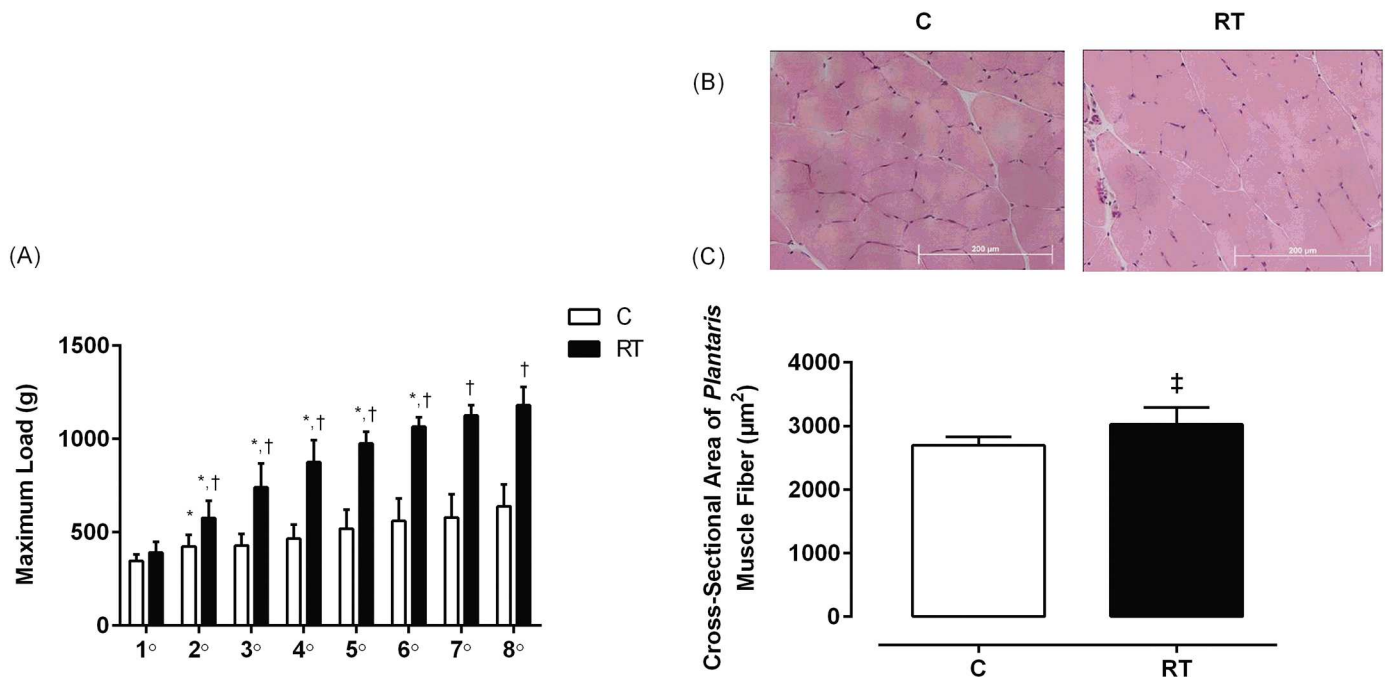 C
RT
(B)
200 µm
200 µm
(A)
(C)
C
RT
Maximum Load (g)
1500
1000
500
0
*
*,†
*,†
*,†
*,†
*,†
†
†
1° 2° 3° 4° 5° 6° 7° 8°
Cross-Sectional Area of Plantaris
Muscle Fiber (µm²)
4000
3000
2000
1000
0
‡
C
RT